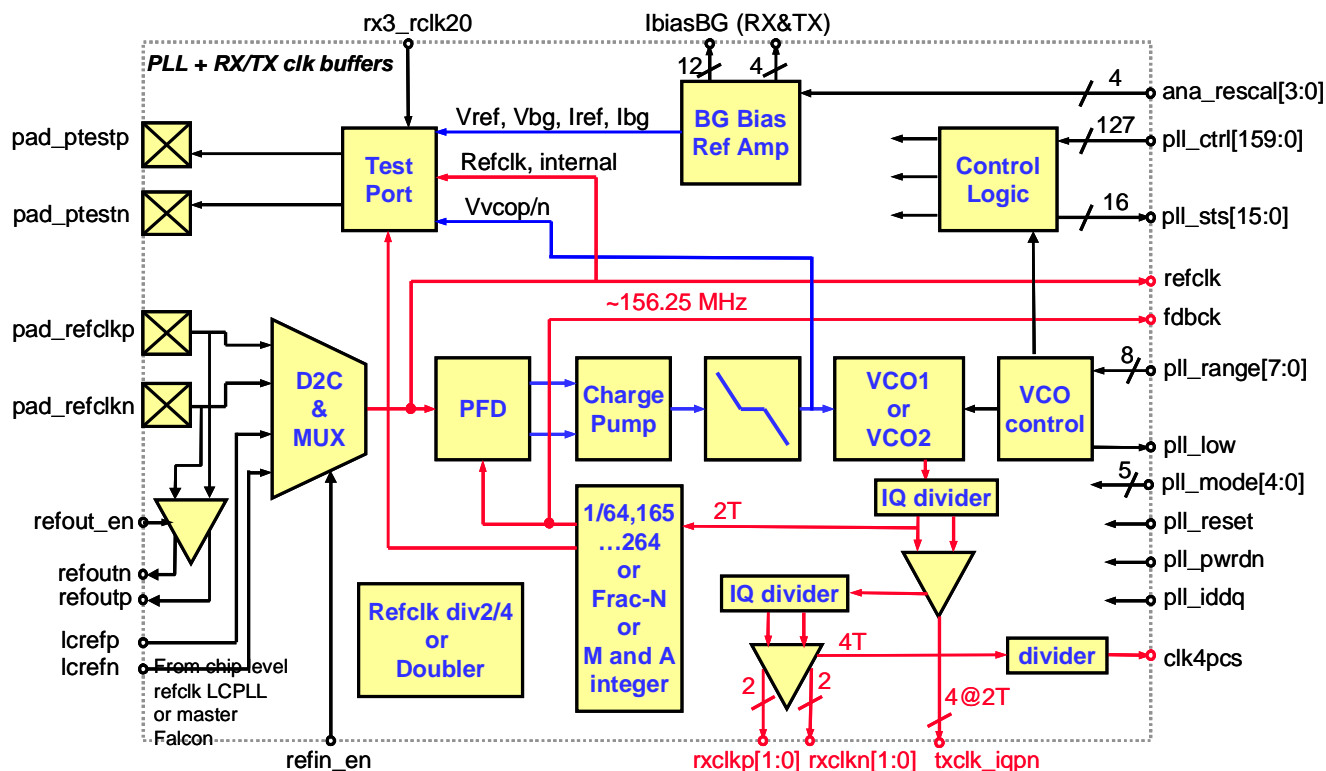 rx3_rclk20
IbiasBG (RX&TX)
PLL + RX/TX clk buffers
12
4
4
ana_rescal[3:0]
pad_ptestp
Test
Port
Vref, Vbg, Iref, Ibg
BG Bias
Ref Amp
Control
Logic
127
pll_ctrl[159:0]
Refclk, internal
pad_ptestn
Vvcop/n
16
pll_sts[15:0]
refclk
~156.25 MHz
fdbck
pad_refclkp
pad_refclkn
D2C
&
MUX
PFD
Charge
Pump
VCO1
or
VCO2
VCO
control
8
pll_range[7:0]
pll_low
5
pll_mode[4:0]
IQ divider
2T
refout_en
pll_reset
1/64,165
...264
or
Frac-N
or
M and A
integer
pll_pwrdn
refoutn
refoutp
Refclk div2/4
or
Doubler
IQ divider
pll_iddq
lcrefp
lcrefn
From chip level
refclk LCPLL
or master
Falcon
4T
divider
clk4pcs
2
2
4@2T
refin_en
rxclkp[1:0]
rxclkn[1:0]
txclk_iqpn